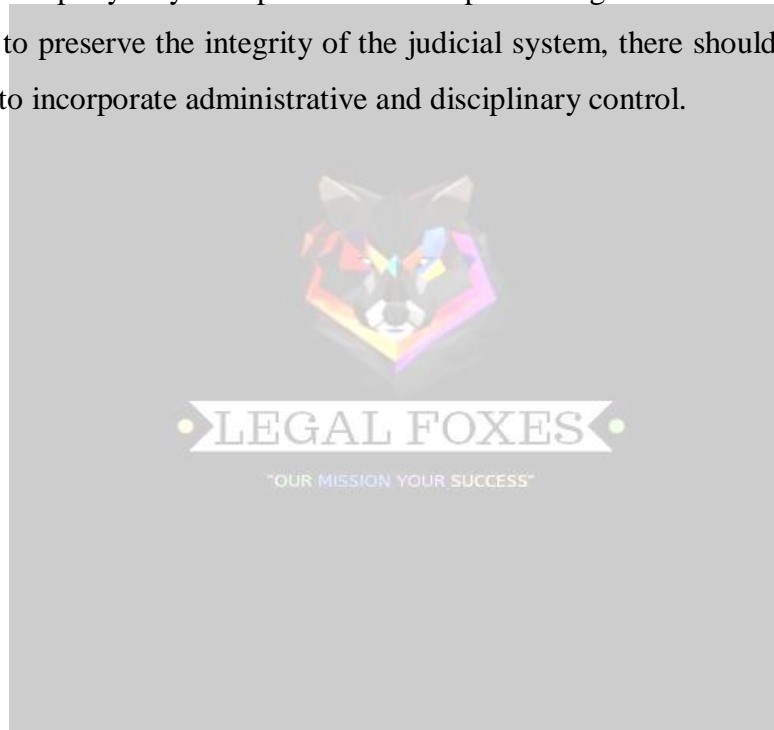 to preserve the integrity of the judicial system, there should
to incorporate administrative and disciplinary control.
LEGAL FOXES
"OUR MISSION YOUR SUCCESS"